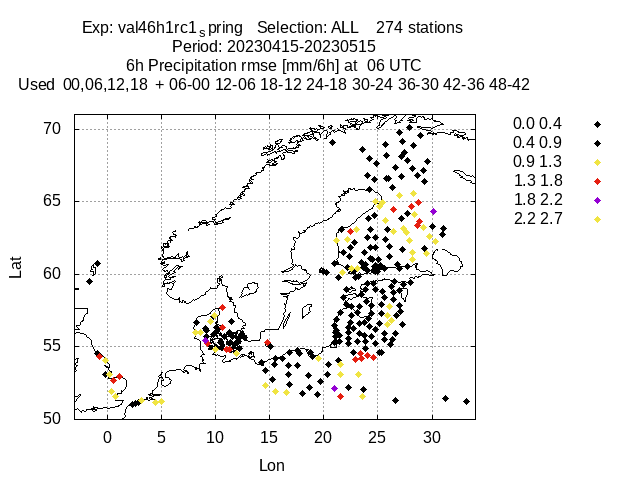 Exp: val46h1rc1spring   Selection: ALL    274 stations
Period: 20230415-20230515
6h Precipitation rmse [mm/6h] at  06 UTC
Used  00,06,12,18  + 06-00 12-06 18-12 24-18 30-24 36-30 42-36 48-42
70
65
60
55
50
0 5 10 15 20 25 30
Lat
Lon
0.0 0.4
0.4 0.9
0.9 1.3
1.3 1.8
1.8 2.2
2.2 2.7